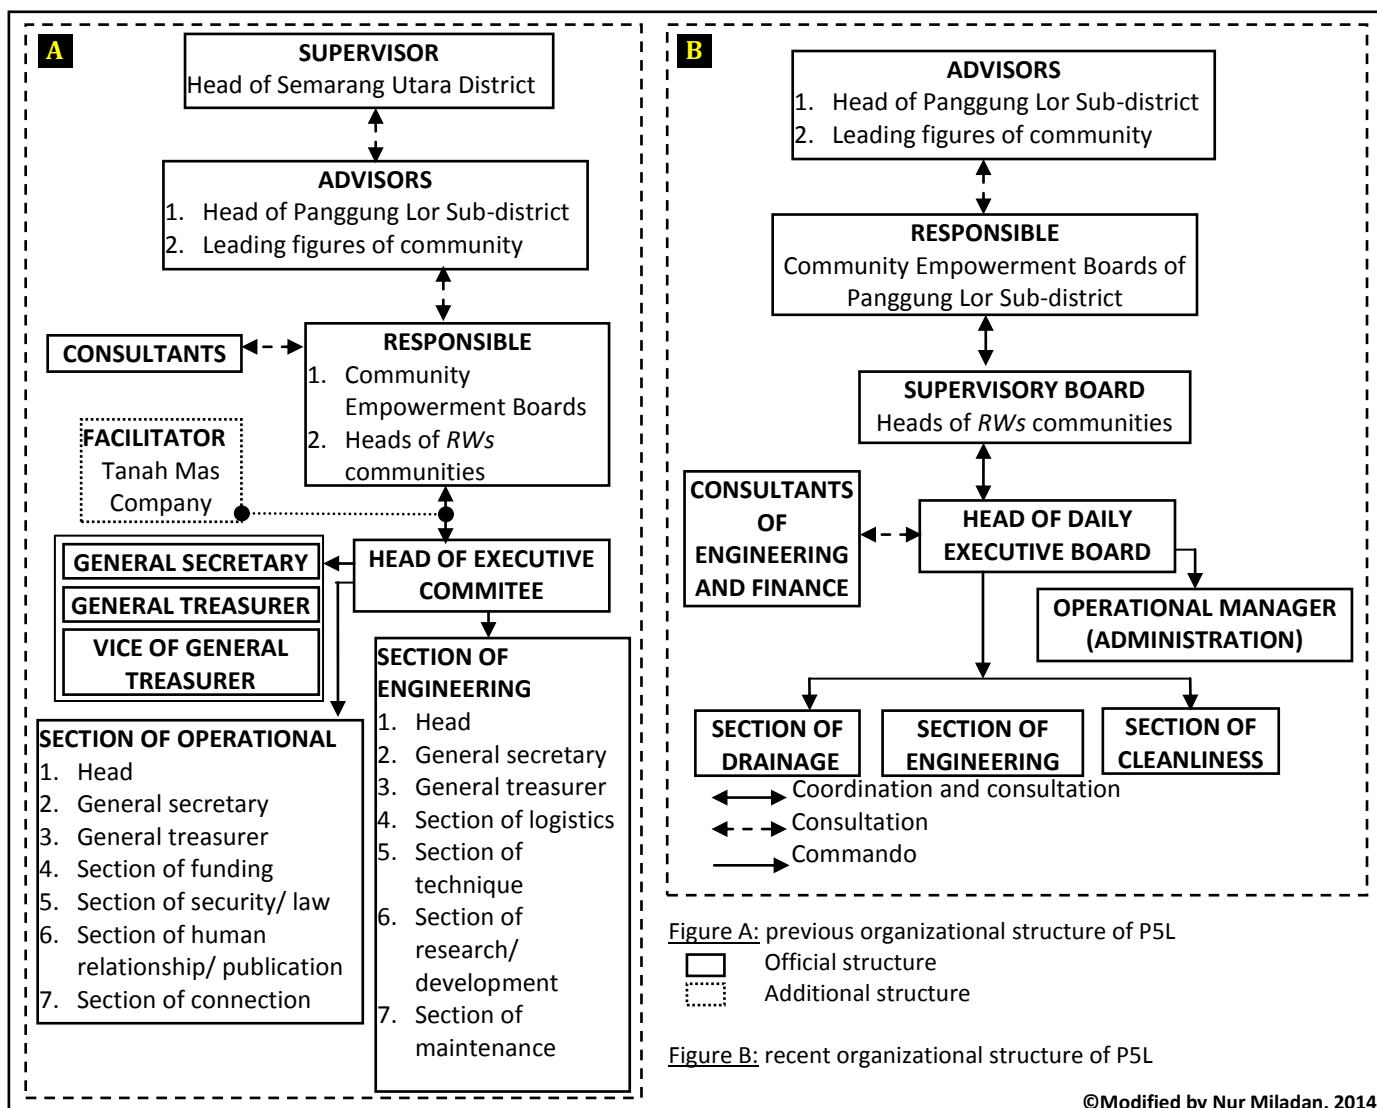 A
SUPERVISOR
Head of Semarang Utara District
ADVISORS
1. Head of Panggung Lor Sub-district
2. Leading figures of community
CONSULTANTS
RESPONSIBLE
1. Community
Empowerment Boards
2. Heads of RWs
communities
FACILITATOR
Tanah Mas
Company
GENERAL SECRETARY
GENERAL TREASURER
VICE OF GENERAL
TREASURER
HEAD OF EXECUTIVE
COMMITEE
SECTION OF OPERATIONAL
1. Head
2. General secretary
3. General treasurer
4. Section of funding
5. Section of security/ law
6. Section of human
relationship/ publication
7. Section of connection
SECTION OF
ENGINEERING
1. Head
2. General secretary
3. General treasurer
4. Section of logistics
5. Section of
technique
6. Section of
research/
development
7. Section of
maintenance
B
ADVISORS
1. Head of Panggung Lor Sub-district
2. Leading figures of community
RESPONSIBLE
Community Empowerment Boards of
Panggung Lor Sub-district
SUPERVISORY BOARD
Heads of RWs communities
CONSULTANTS
OF
ENGINEERING
AND FINANCE
HEAD OF DAILY
EXECUTIVE BOARD
OPERATIONAL MANAGER
(ADMINISTRATION)
SECTION OF
DRAINAGE
SECTION OF
ENGINEERING
SECTION OF
CLEANLINESS
Coordination and consultation
Consultation
Commando
Figure A: previous organizational structure of P5L
Official structure
Additional structure
Figure B: recent organizational structure of P5L
©Modified by Nur Miladan, 2014